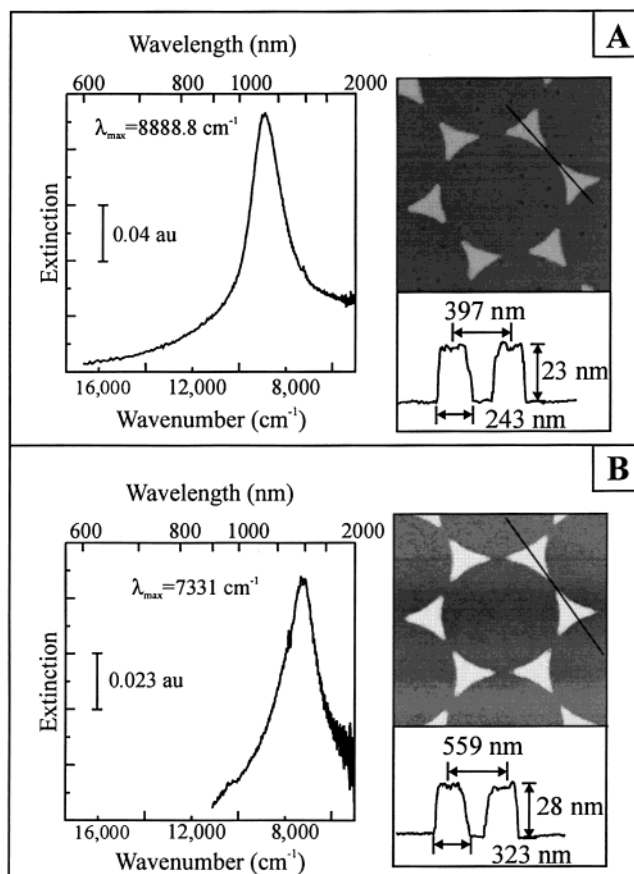 A
Wavelength (nm)
600 800 1000 2000
λmax=8888.8 cm-1
0.04 au
Extinction
16,000 12,000 8,000
Wavenumber (cm-1)
397 nm
23 nm
243 nm
B
Wavelength (nm)
600 800 1000 2000
λmax=7331 cm-1
0.023 au
Extinction
16,000 12,000 8,000
Wavenumber (cm-1)
559 nm
28 nm
323 nm